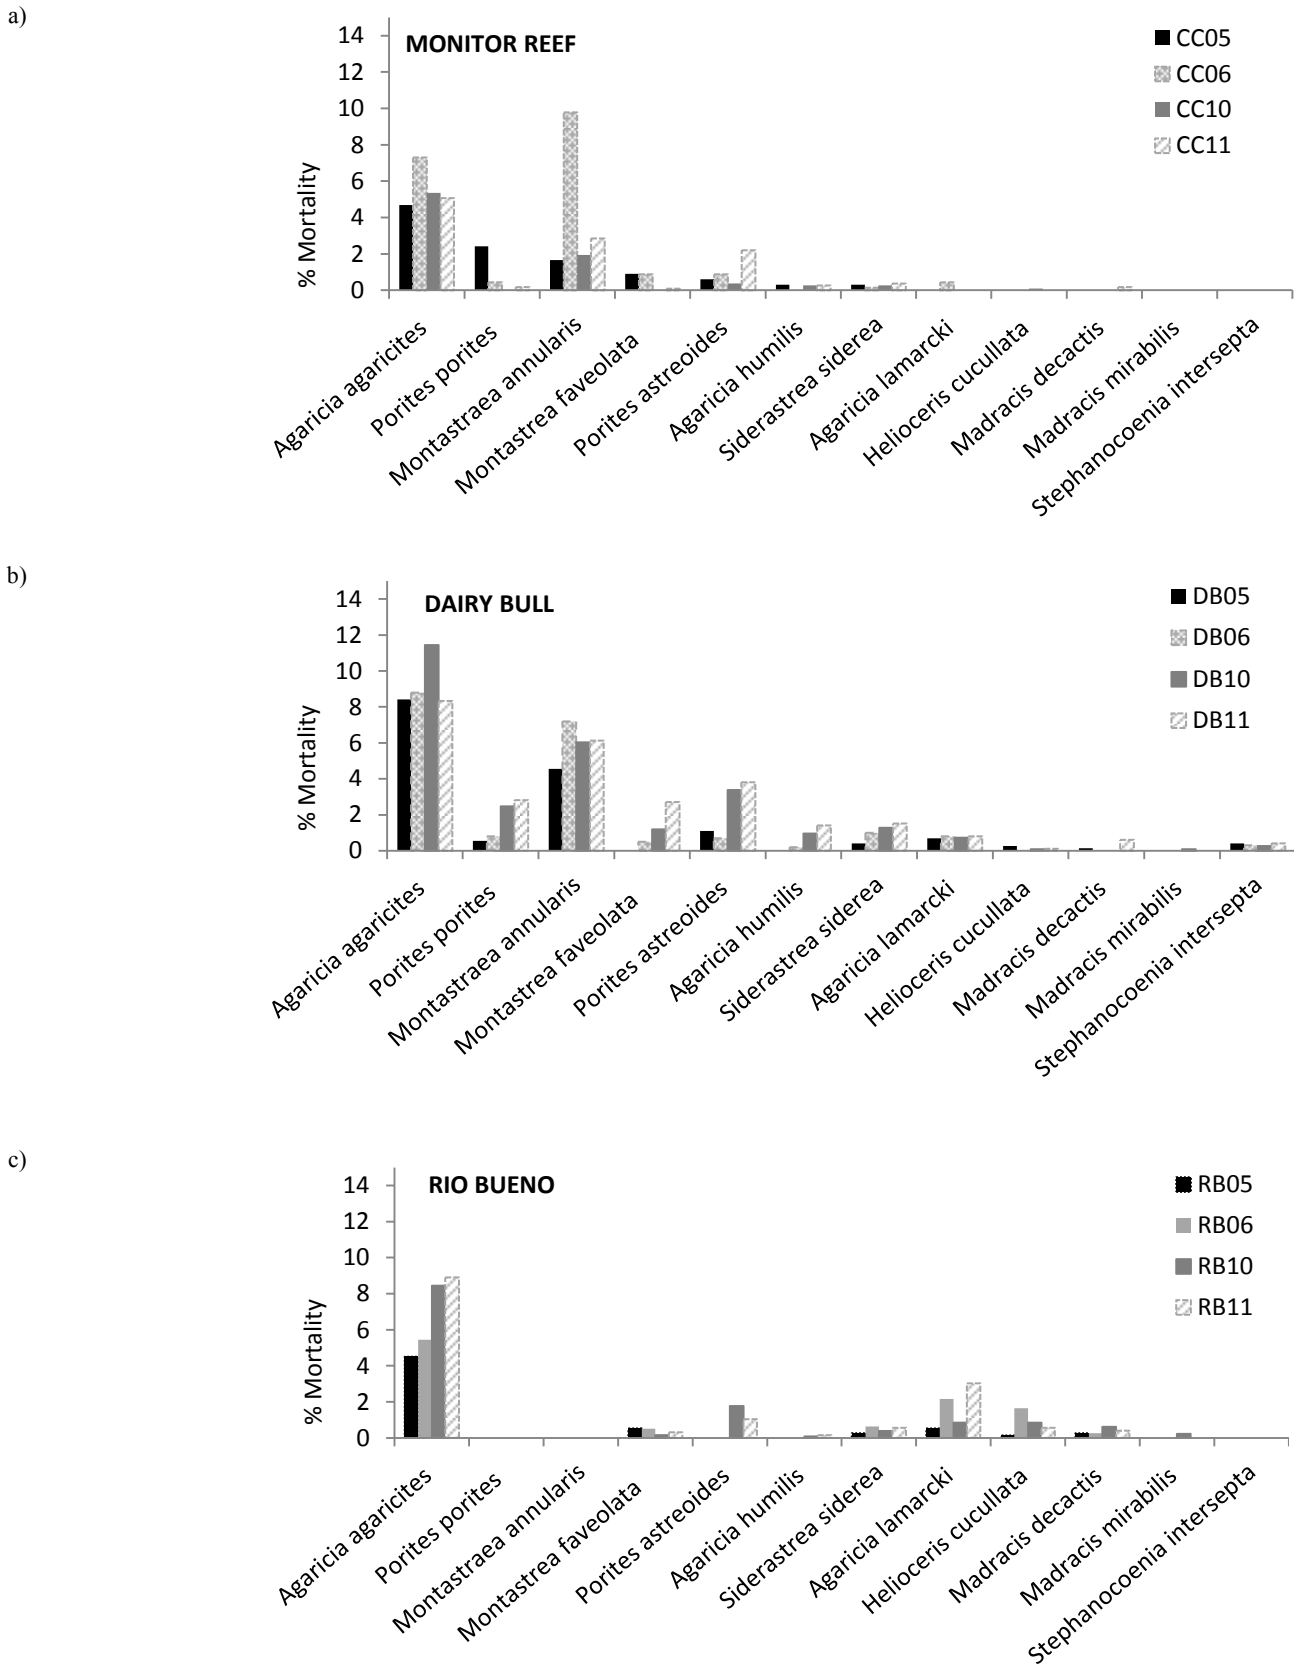 a)
MONITOR REEF
CC05
CC06
CC10
CC11
% Mortality
14
12
10
8
6
4
2
0
Agaricia agaricites
Porites porites
Montastraea annularis
Montastrea faveolata
Porites astreoides
Agaricia humilis
Siderastrea siderea
Agaricia lamarcki
Helioceris cucullata
Madracis decactis
Madracis mirabilis
Stephanocoenia intersepta
b)
DAIRY BULL
DB05
DB06
DB10
DB11
% Mortality
14
12
10
8
6
4
2
0
Agaricia agaricites
Porites porites
Montastraea annularis
Montastrea faveolata
Porites astreoides
Agaricia humilis
Siderastrea siderea
Agaricia lamarcki
Helioceris cucullata
Madracis decactis
Madracis mirabilis
Stephanocoenia intersepta
c)
RIO BUENO
RB05
RB06
RB10
RB11
% Mortality
14
12
10
8
6
4
2
0
Agaricia agaricites
Porites porites
Montastraea annularis
Montastrea faveolata
Porites astreoides
Agaricia humilis
Siderastrea siderea
Agaricia lamarcki
Helioceris cucullata
Madracis decactis
Madracis mirabilis
Stephanocoenia intersepta